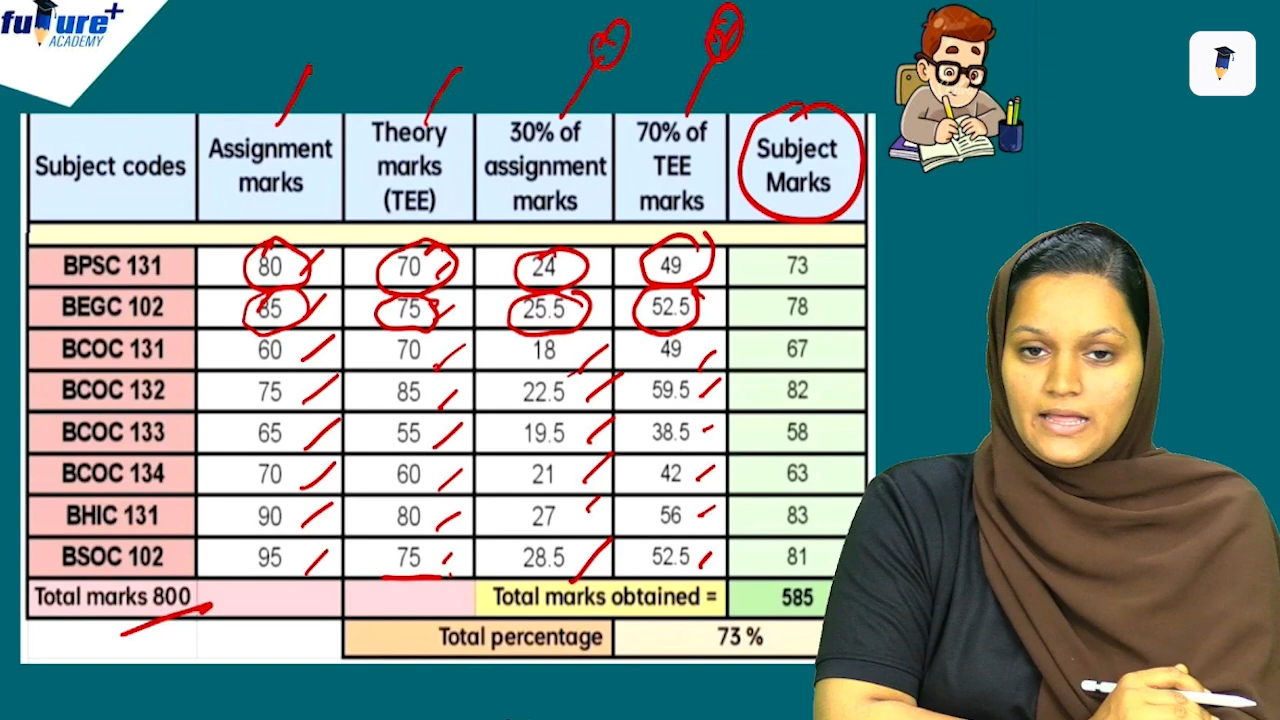 future+
ACADEMY
Subject codes Assignment marks Theory marks (TEE) 30% of assignment marks 70% of TEE marks Subject Marks
BPSC 131 80 70 24 49 73
BEGC 102 85 75 25.5 52.5 78
BCOC 131 60 70 18 49 67
BCOC 132 75 85 22.5 59.5 82
BCOC 133 65 55 19.5 38.5 58
BCOC 134 70 60 21 42 63
BHIC 131 90 80 27 56 83
BSOC 102 95 75 28.5 52.5 81
Total marks 800 Total marks obtained = 585
Total percentage 73 %